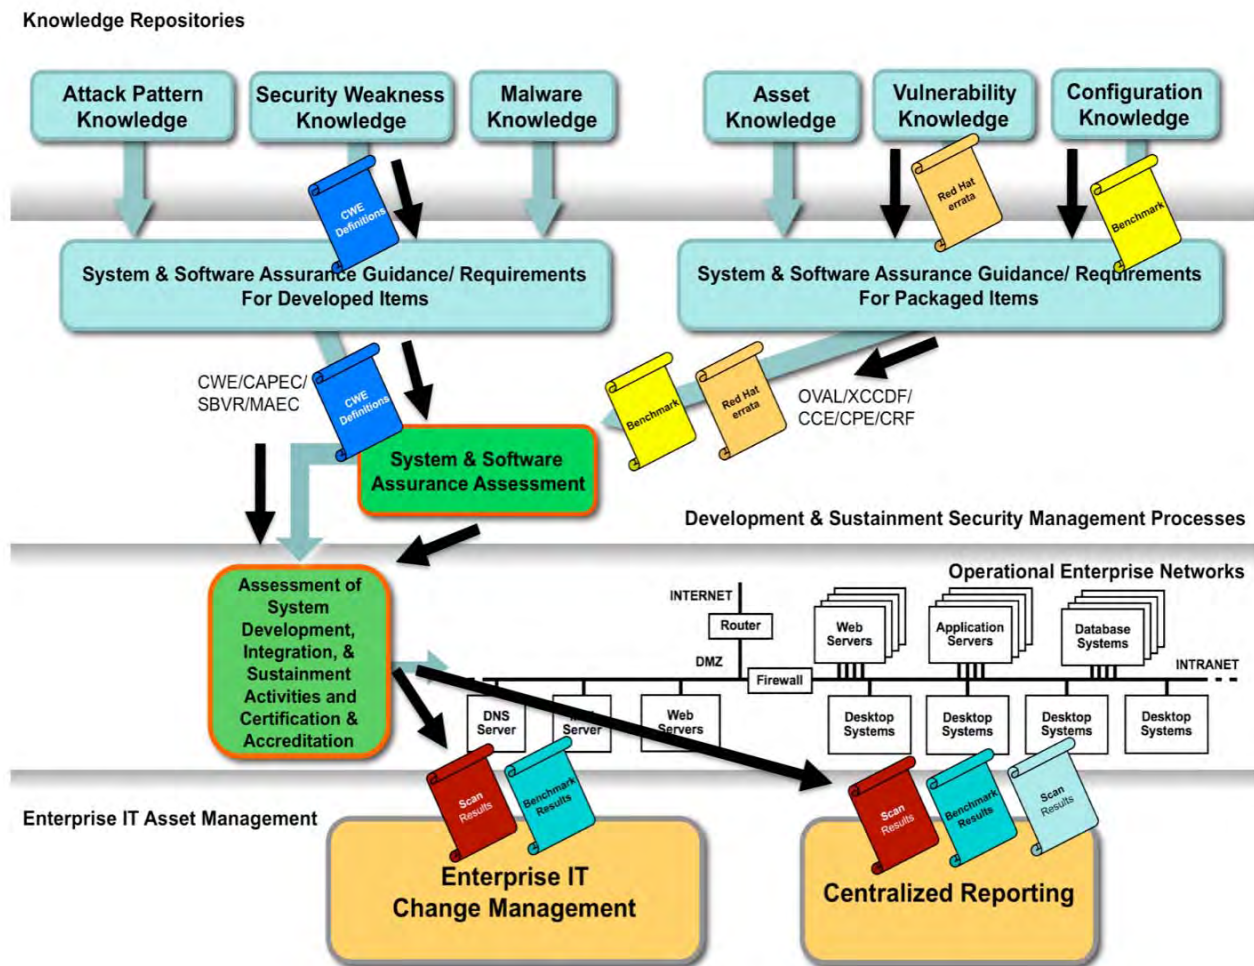 Knowledge Repositories
Attack Pattern
Knowledge
Security Weakness
Knowledge
Malware
Knowledge
Asset
Knowledge
Vulnerability
Knowledge
Configuration
Knowledge
CWE
Definitions
Red Hat
errata
Benchmark
System & Software Assurance Guidance/ Requirements
For Developed Items
System & Software Assurance Guidance/ Requirements
For Packaged Items
CWE/CAPEC/
SBVR/MAEC
CWE
Definitions
Benchmark
Red Hat
errata
OVAL/XCCDF/
CCE/CPE/CRF
System & Software
Assurance Assessment
Development & Sustainment Security Management Processes
Assessment of
System
Development,
Integration, &
Sustainment
Activities and
Certification &
Accreditation
Operational Enterprise Networks
INTERNET
Router
DMZ
Firewall
Web
Servers
Application
Servers
Database
Systems
INTRANET
DNS
Server
Server
Web
Servers
Desktop
Systems
Desktop
Systems
Desktop
Systems
Desktop
Systems
Enterprise IT Asset Management
Scan
Results
Benchmark
Results
Scan
Results
Benchmark
Results
Scan
Results
Enterprise IT
Change Management
Centralized Reporting